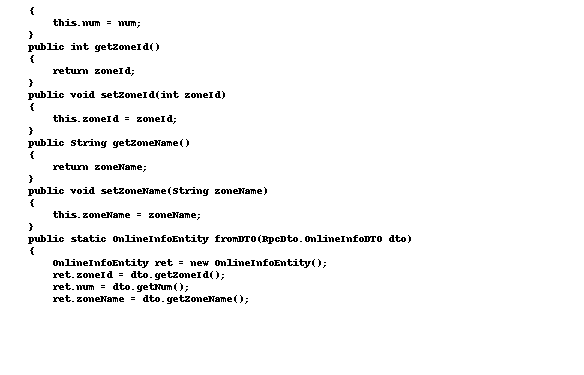 {
    this.num = num;
}
public int getZoneId()
{
    return zoneId;
}
public void setZoneId(int zoneId)
{
    this.zoneId = zoneId;
}
public String getZoneName()
{
    return zoneName;
}
public void setZoneName(String zoneName)
{
    this.zoneName = zoneName;
}
public static OnlineInfoEntity fromDTO(RpcDto.OnlineInfoDTO dto)
{
    OnlineInfoEntity ret = new OnlineInfoEntity();
    ret.zoneId = dto.getZoneId();
    ret.num = dto.getNum();
    ret.zoneName = dto.getZoneName();